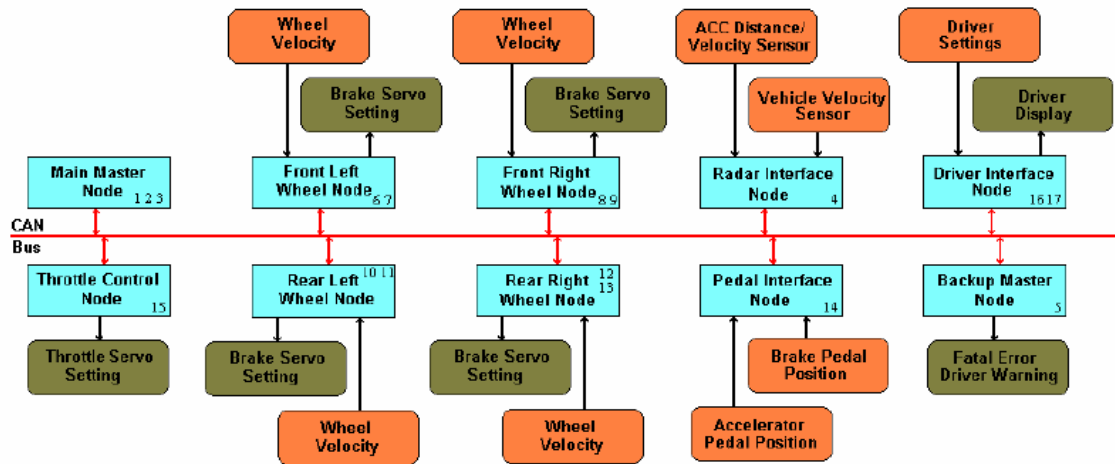 Wheel
Velocity
Wheel
Velocity
ACC Distance/
Velocity Sensor
Driver
Settings
Brake Servo
Setting
Brake Servo
Setting
Vehicle Velocity
Sensor
Driver
Display
Main Master
Node
1 2 3
Front Left
Wheel Node
6 7
Front Right
Wheel Node
8 9
Radar Interface
Node
4
Driver Interface
Node
16 17
CAN
Bus
Throttle Control
Node
15
Rear Left
Wheel Node
10 11
Rear Right
Wheel Node
12
13
Pedal Interface
Node
14
Backup Master
Node
5
Throttle Servo
Setting
Brake Servo
Setting
Brake Servo
Setting
Brake Pedal
Position
Fatal Error
Driver Warning
Wheel
Velocity
Wheel
Velocity
Accelerator
Pedal Position